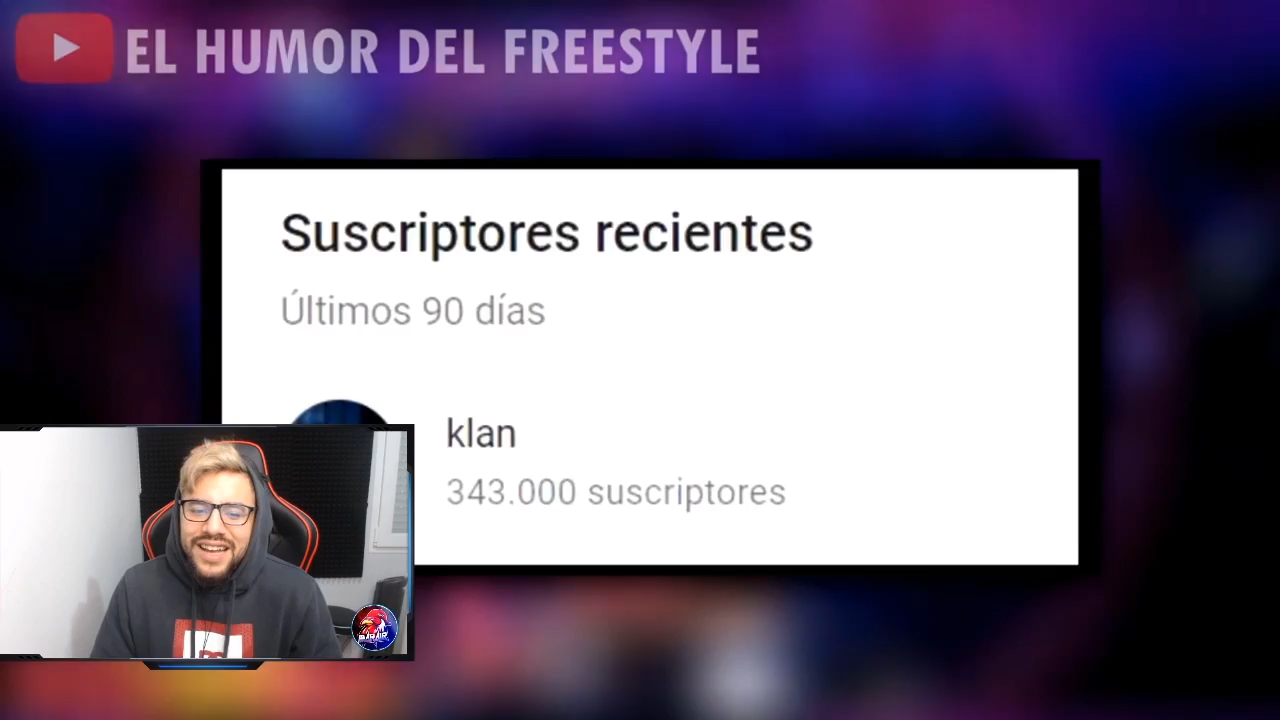 EL HUMOR DEL FREESTYLE
Suscriptores recientes
Últimos 90 días
klan
343.000 suscriptores